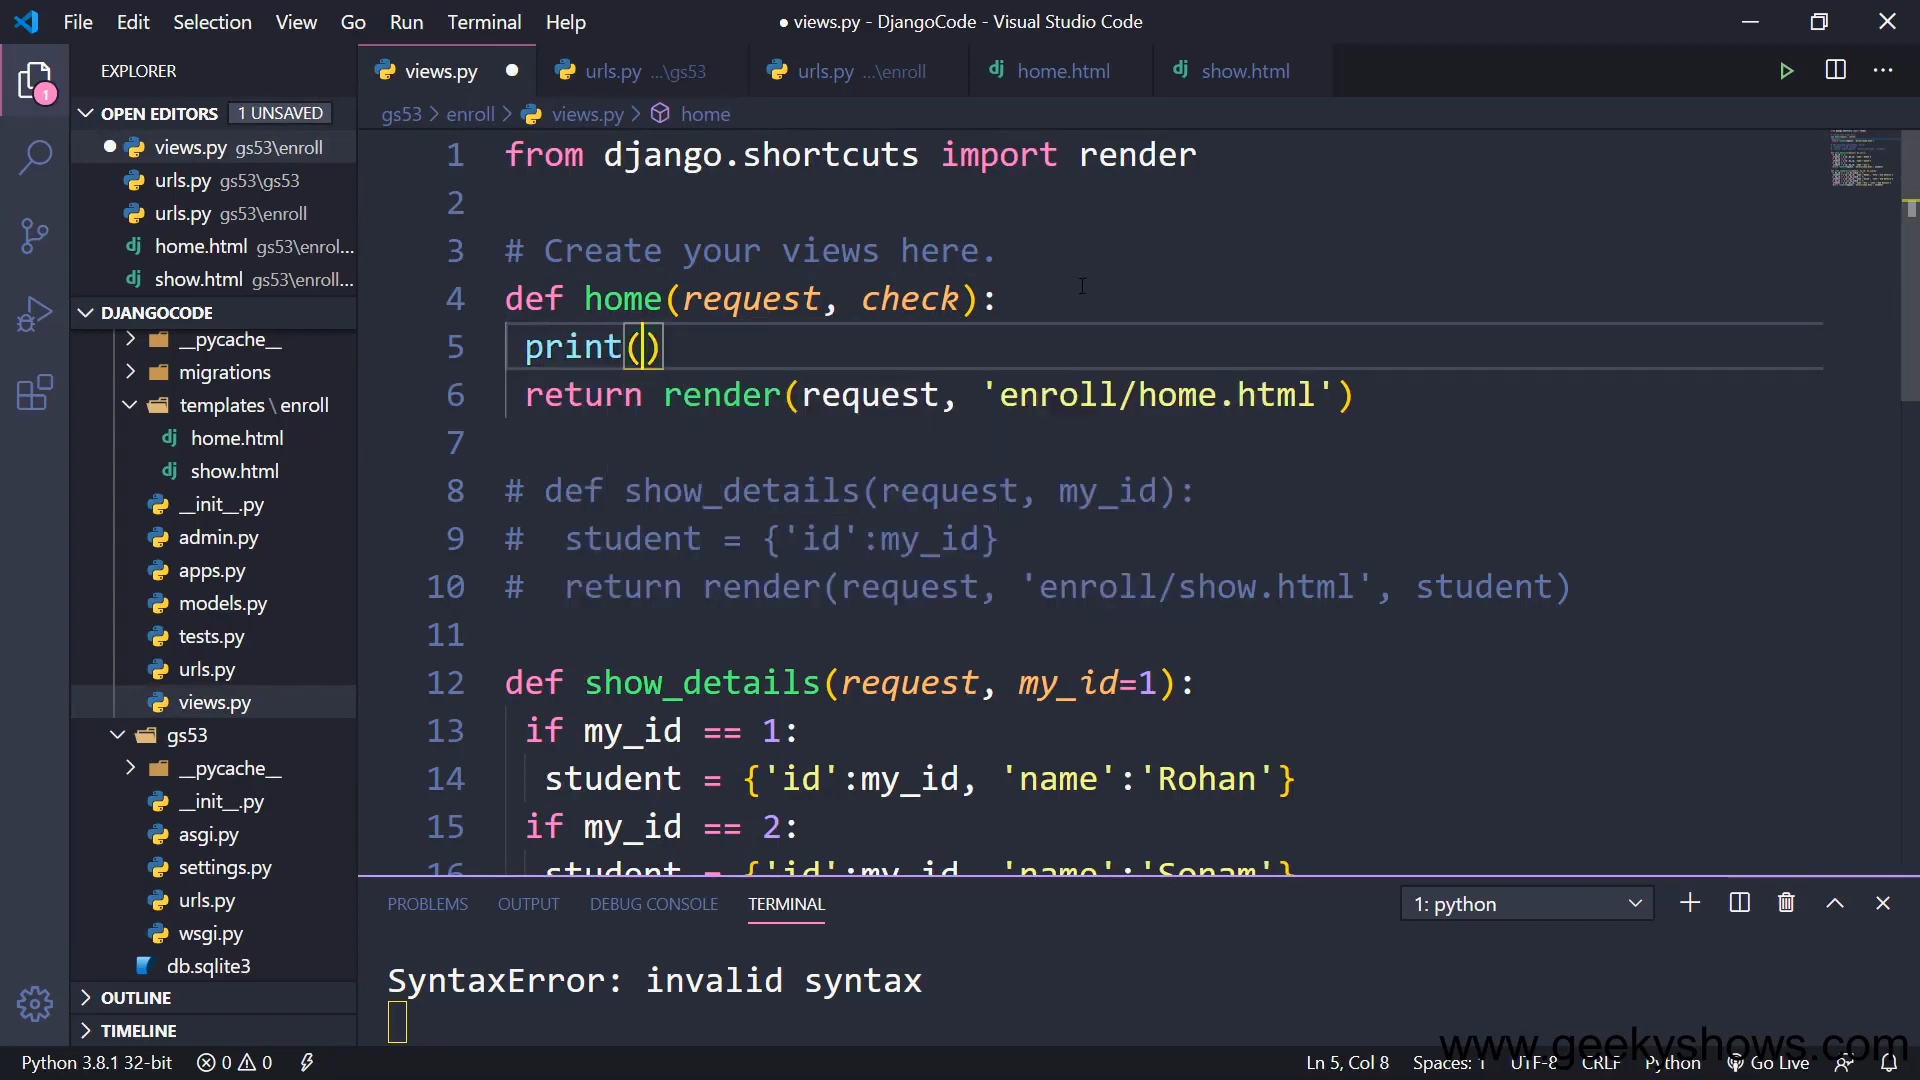 File Edit Selection View Go Run Terminal Help
● views.py - DjangoCode - Visual Studio Code
EXPLORER
1
OPEN EDITORS 1 UNSAVED
views.py gs53\enroll
urls.py gs53\gs53
urls.py gs53\enroll
home.html gs53\enrol...
show.html gs53\enroll...
DJANGOCODE
__pycache__
migrations
templates \ enroll
home.html
show.html
__init__.py
admin.py
apps.py
models.py
tests.py
urls.py
views.py
gs53
__pycache__
__init__.py
asgi.py
settings.py
urls.py
wsgi.py
db.sqlite3
OUTLINE
TIMELINE
views.py urls.py ...\gs53 urls.py ...\enroll home.html show.html
gs53 > enroll > views.py > home
1 from django.shortcuts import render
2
3 # Create your views here.
4 def home(request, check):
5 print()
6 return render(request, 'enroll/home.html')
7
8 # def show_details(request, my_id):
9 # student = {'id':my_id}
10 # return render(request, 'enroll/show.html', student)
11
12 def show_details(request, my_id=1):
13 if my_id == 1:
14 student = {'id':my_id, 'name':'Rohan'}
15 if my_id == 2:
16 student = {'id':my_id, 'name':'Sonam'}
PROBLEMS OUTPUT DEBUG CONSOLE TERMINAL 1: python
SyntaxError: invalid syntax
www.geekyshows.com
Python 3.8.1 32-bit 0 0 Ln 5, Col 8 Spaces: 1 UTF-8 CRLF Python Go Live